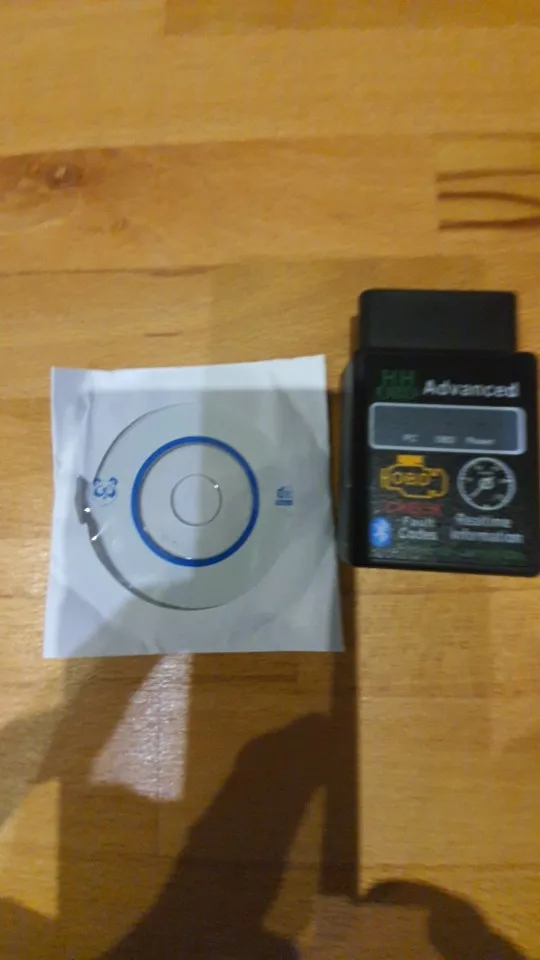 HH
OBD
Advanced
PC OBD Power
OBD
CHECK
Fault
Codes
Realtime
Information